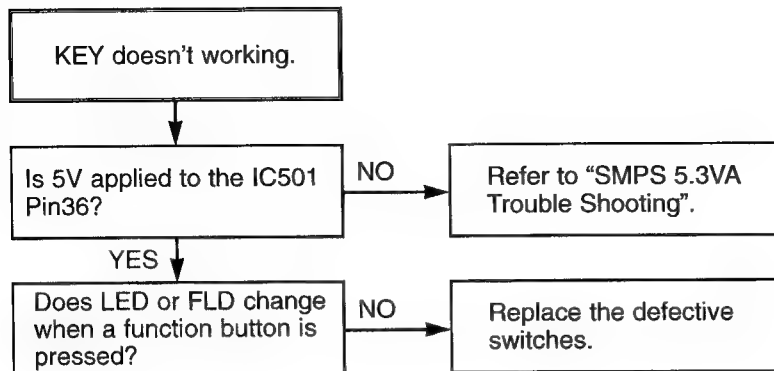 KEY doesn't working.
Is 5V applied to the IC501
Pin36?
NO
Refer to “SMPS 5.3VA
Trouble Shooting”.
YES
Does LED or FLD change
when a function button is
pressed?
NO
Replace the defective
switches.